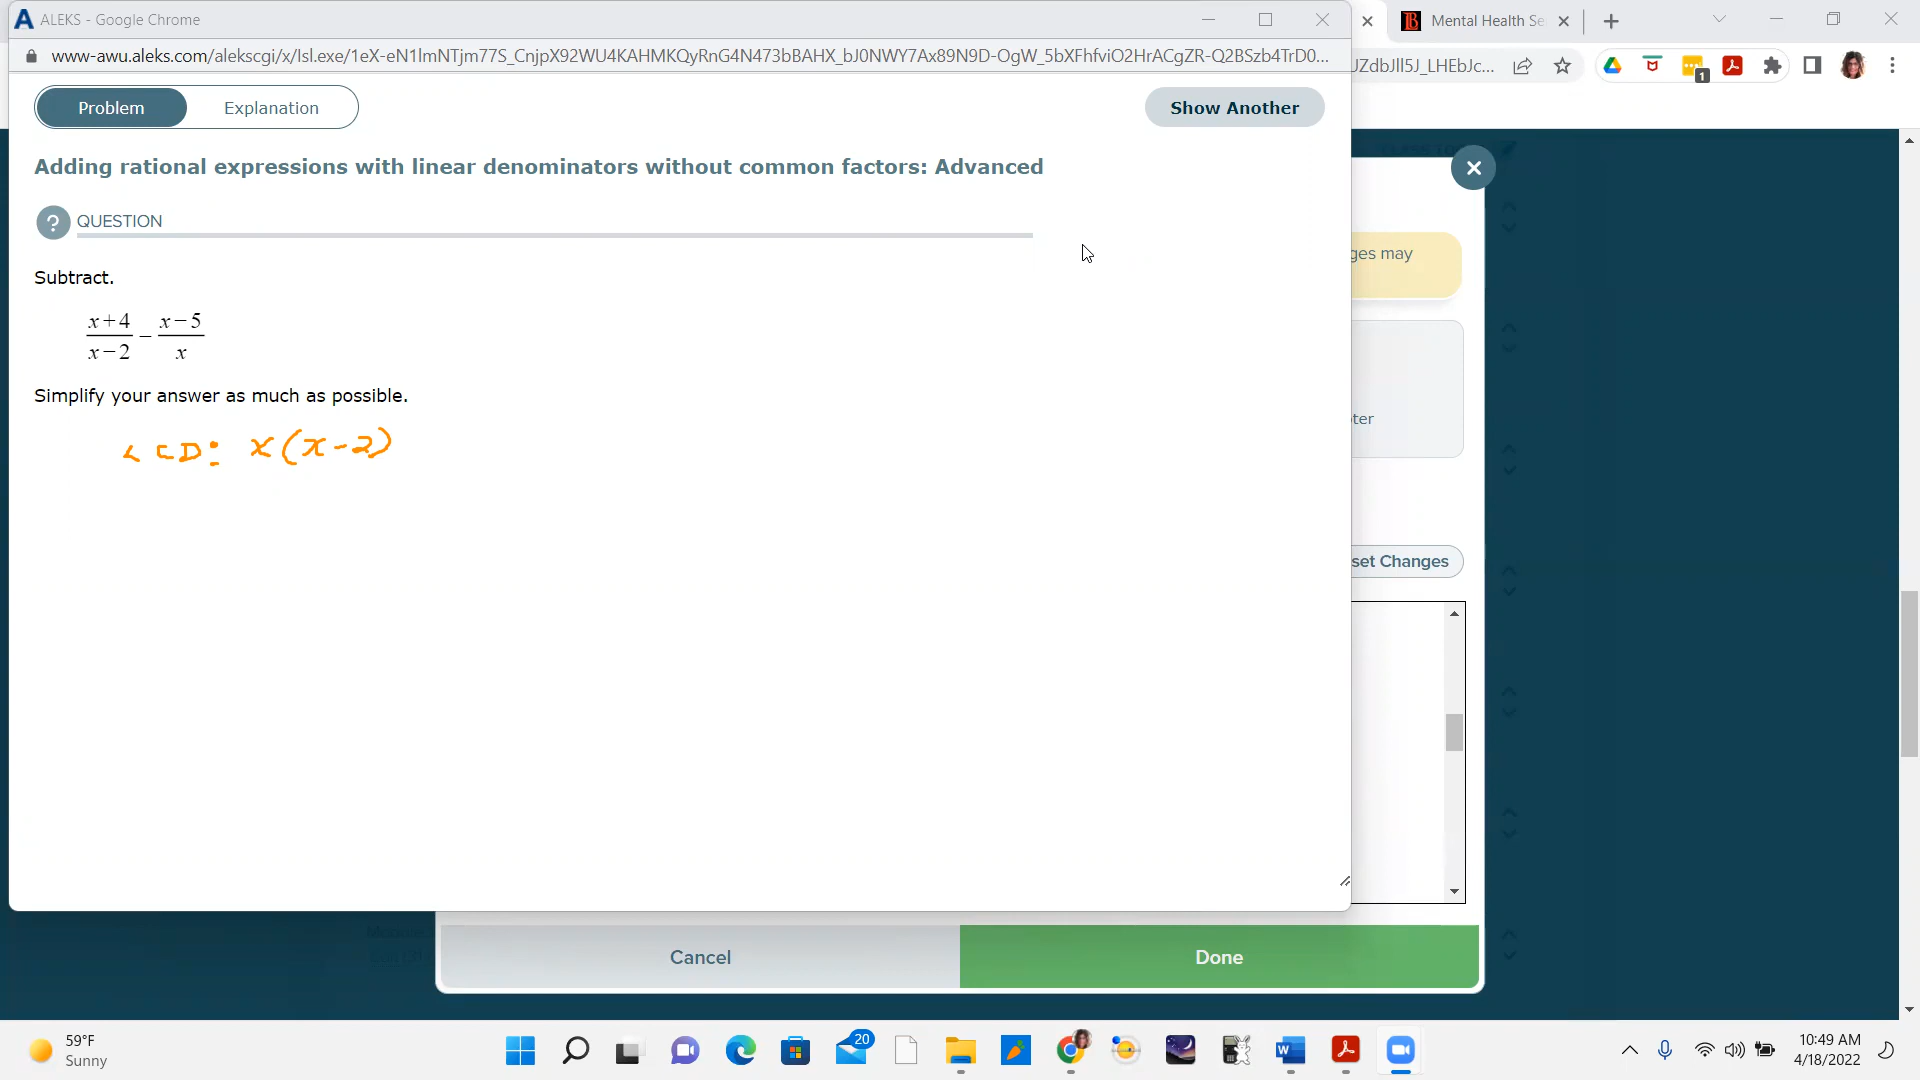 ALEKS - Google Chrome
Mental Health Se
www-awu.aleks.com/alekscgi/x/Isl.exe/1eX-eN1lmNTjm77S_CnjpX92WU4KAHMKQyRnG4N473bBAHX_bJ0NWY7Ax89N9D-OgW_5bXFhfviO2HrACgZR-Q2BSzb4TrD0...
JZdbJll5J_LHEbJc...
1
Problem
Explanation
Show Another
Adding rational expressions with linear denominators without common factors: Advanced
? QUESTION
ges may
Subtract.
x+4 x−5
− 
x−2 x
Simplify your answer as much as possible.
ter
LCD: x(x-2)
set Changes
Cancel
Done
59°F
Sunny
20
10:49 AM
4/18/2022